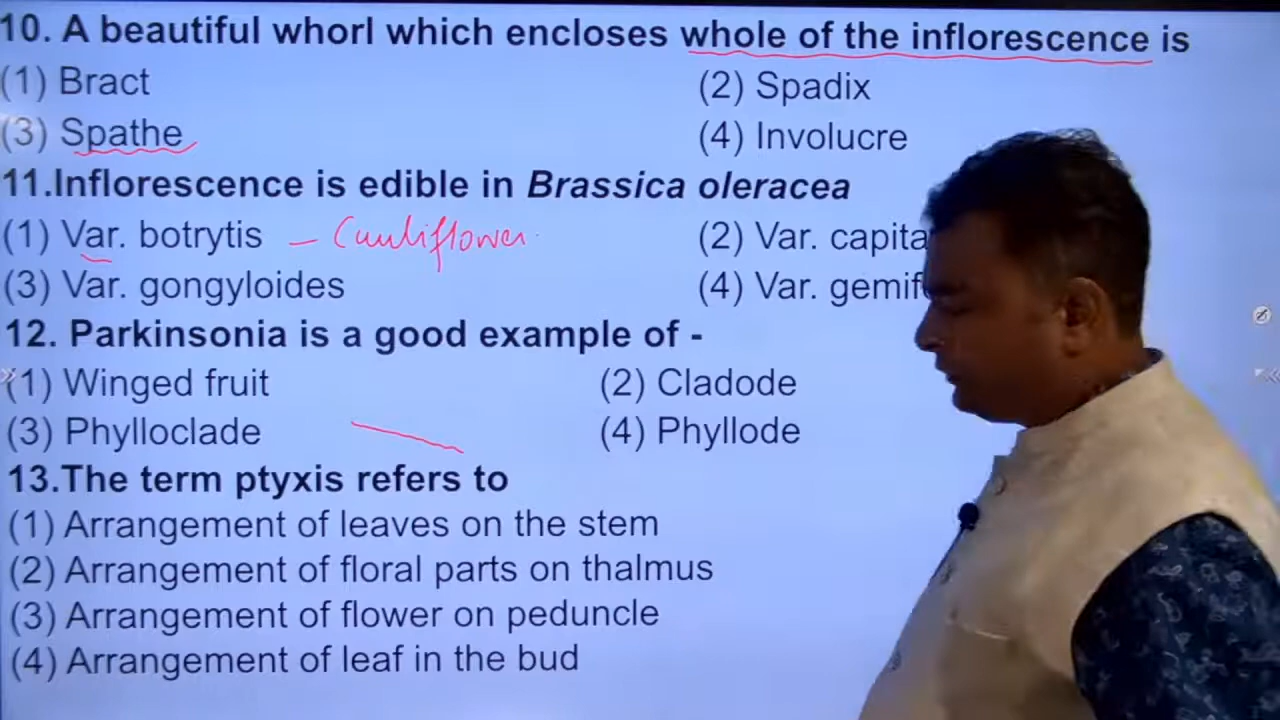 10. A beautiful whorl which encloses whole of the inflorescence is
(1) Bract (2) Spadix
(3) Spathe (4) Involucre
11.Inflorescence is edible in Brassica oleracea
(1) Var. botrytis – Cauliflower (2) Var. capita
(3) Var. gongyloides (4) Var. gemif
12. Parkinsonia is a good example of -
(1) Winged fruit (2) Cladode
(3) Phylloclade (4) Phyllode
13.The term ptyxis refers to
(1) Arrangement of leaves on the stem
(2) Arrangement of floral parts on thalmus
(3) Arrangement of flower on peduncle
(4) Arrangement of leaf in the bud